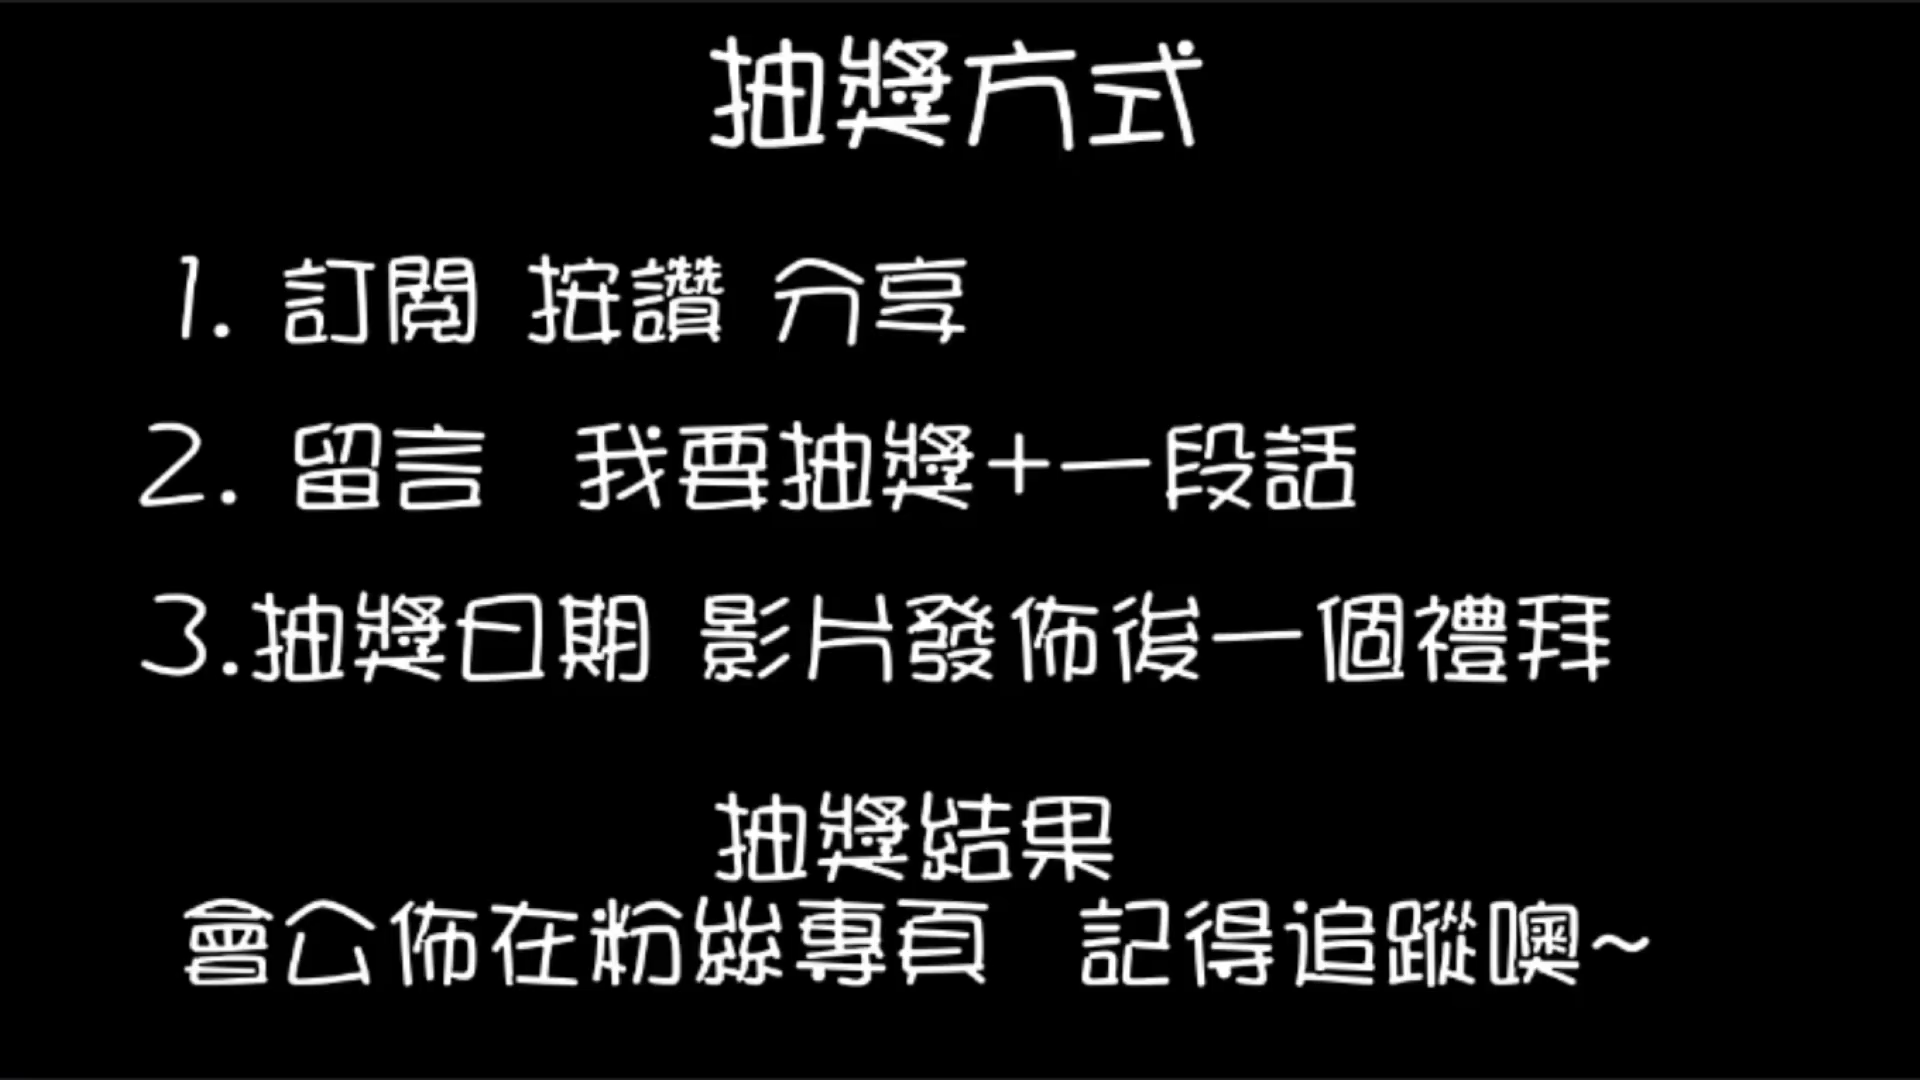 抽獎方式
1. 訂閱 按讚 分享
2. 留言 我要抽獎+一段話
3.抽獎日期 影片發佈後一個禮拜
抽獎結果
會公佈在粉絲專頁 記得追蹤噢~